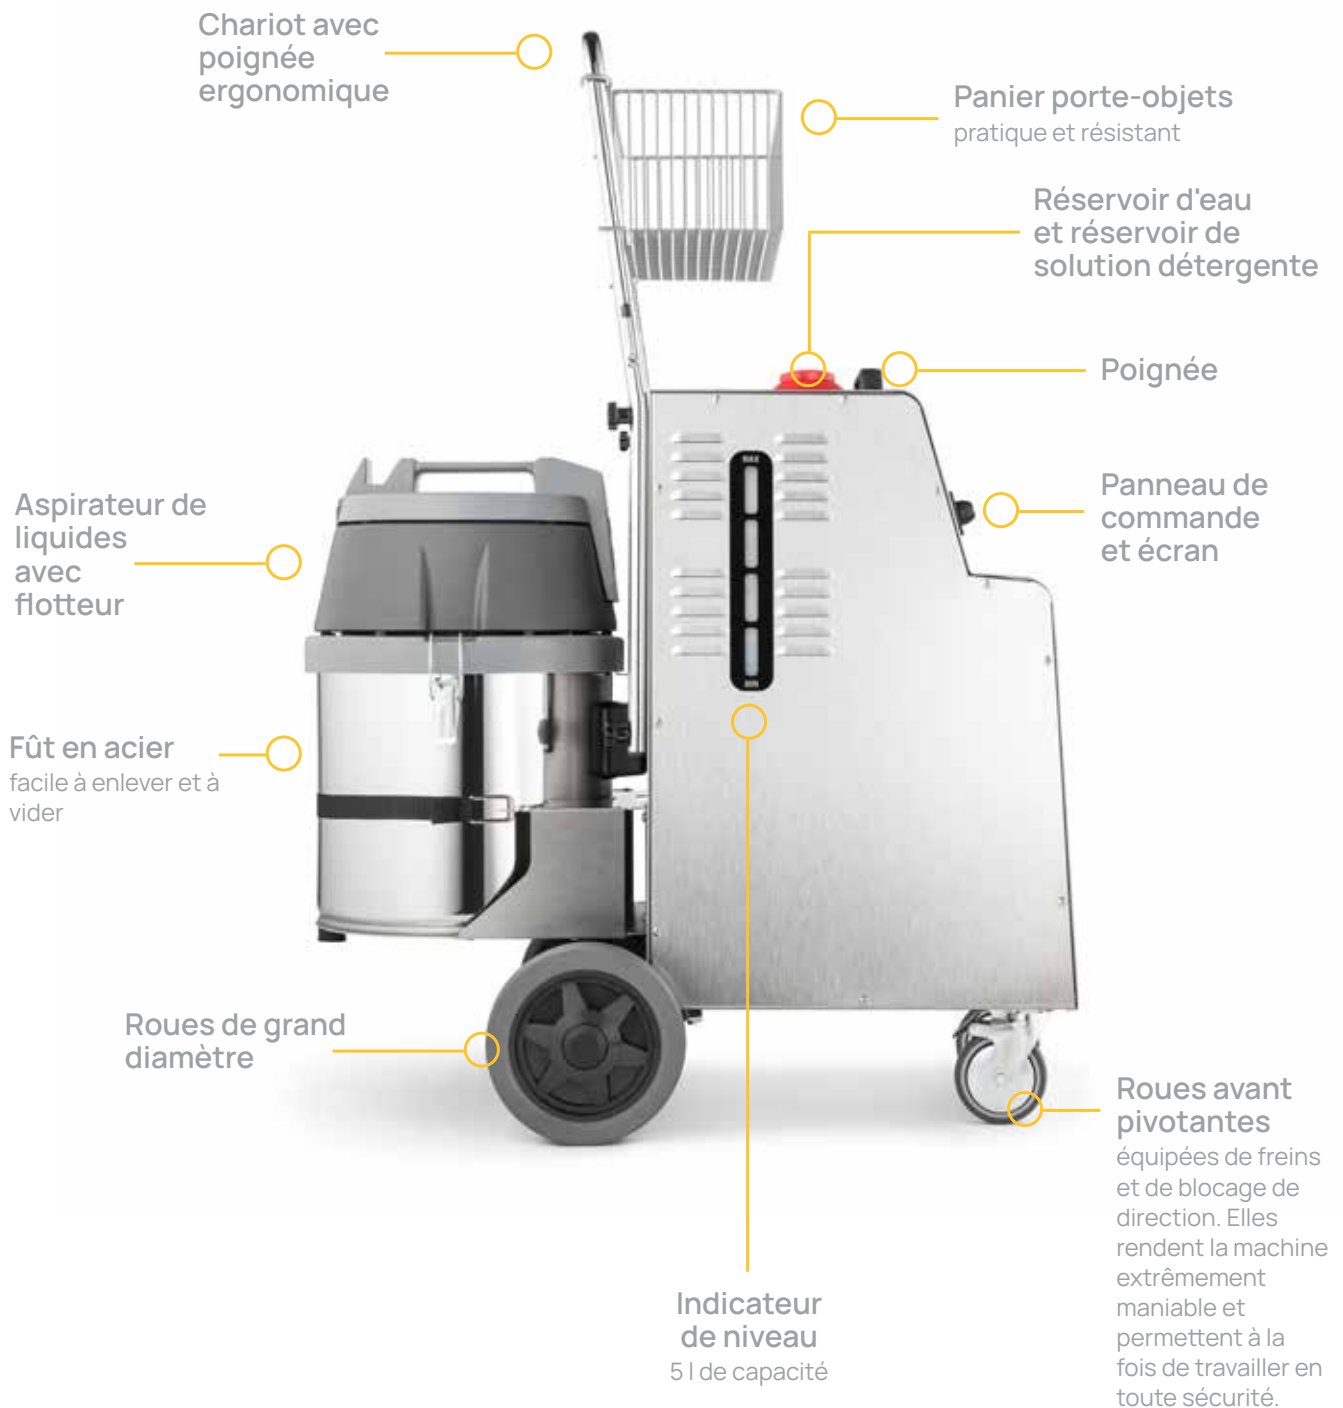 Chariot avec
poignée
ergonomique
Panier porte-objets
pratique et résistant
Réservoir d'eau
et réservoir de
solution détergente
Poignée
Panneau de
commande
et écran
Aspirateur de
liquides
avec
flotteur
MAX
MIN
Fût en acier
facile à enlever et à
vider
Roues de grand
diamètre
Roues avant
pivotantes
équipées de freins
et de blocage de
direction. Elles
rendent la machine
extrêmement
maniable et
permettent à la
fois de travailler en
toute sécurité.
Indicateur
de niveau
5 l de capacité